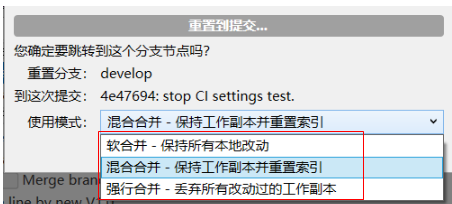 重置到提交...
您确定要跳转到这个分支节点吗?
重置分支： develop
到这次提交： 4e47694: stop CI settings test.
使用模式： 混合合并 - 保持工作副本并重置索引
软合并 - 保持所有本地改动
混合合并 - 保持工作副本并重置索引
强行合并 - 丢弃所有改动过的工作副本
Merge bran
line by new V1.0